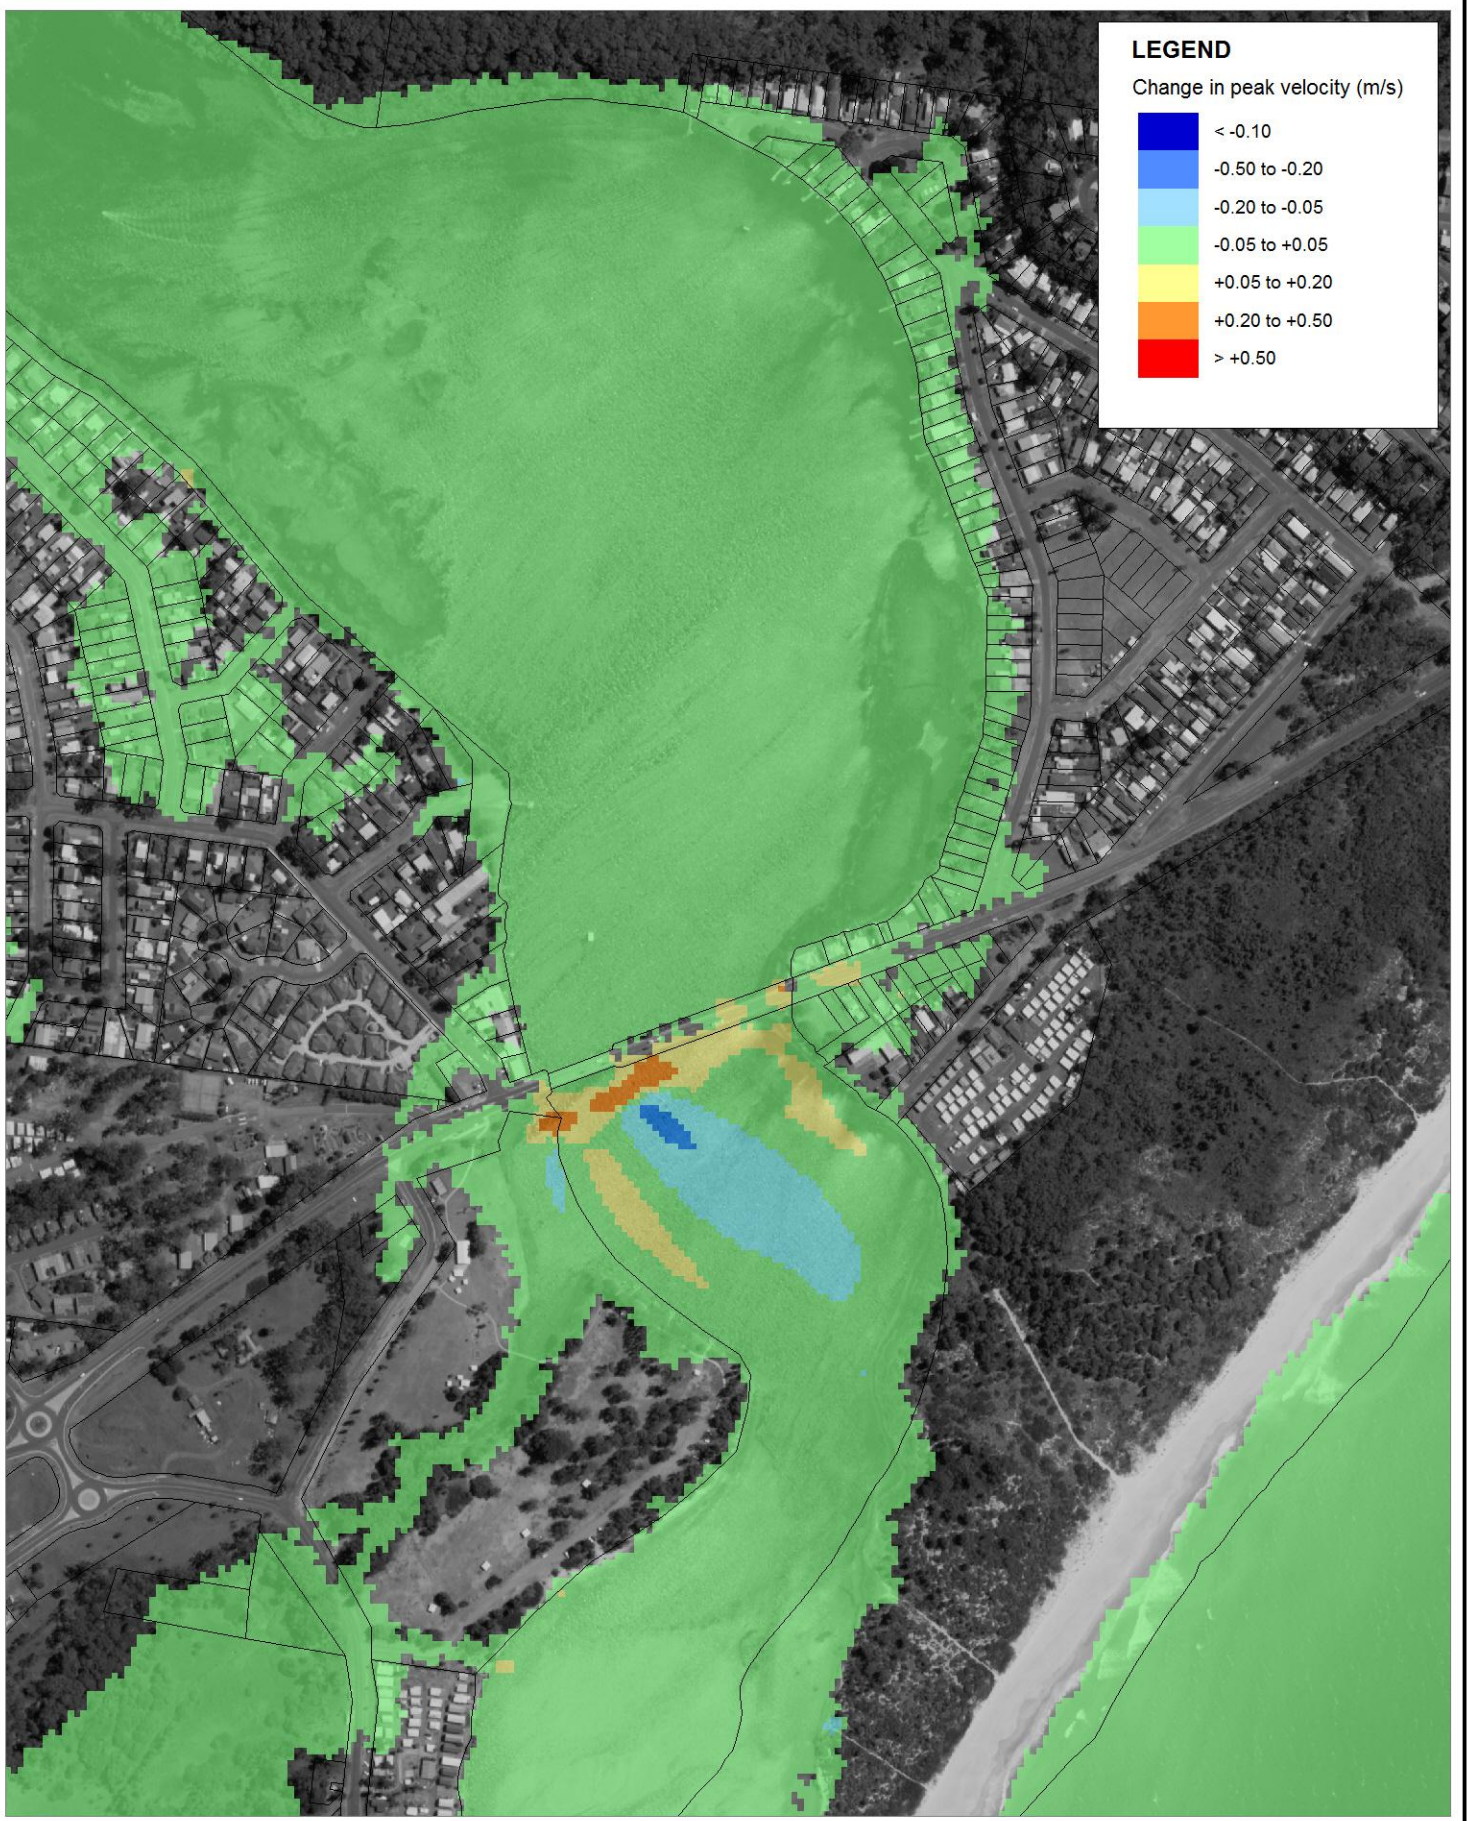 LEGEND
Change in peak velocity (m/s)
< -0.10
-0.50 to -0.20
-0.20 to -0.05
-0.05 to +0.05
+0.05 to +0.20
+0.20 to +0.50
> +0.50